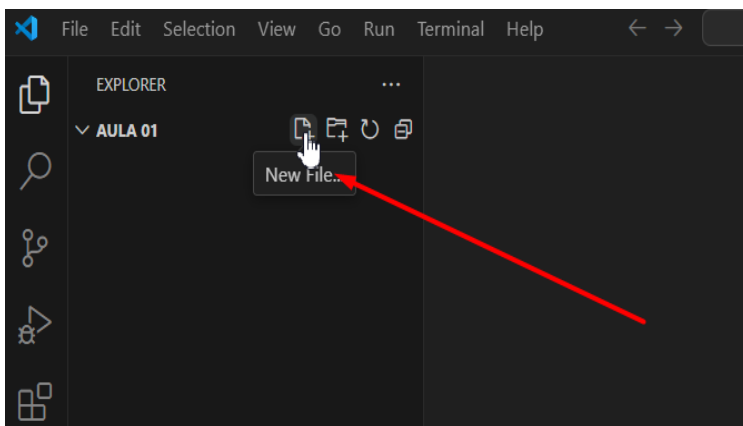 File Edit Selection View Go Run Terminal Help
EXPLORER
AULA 01
New File...